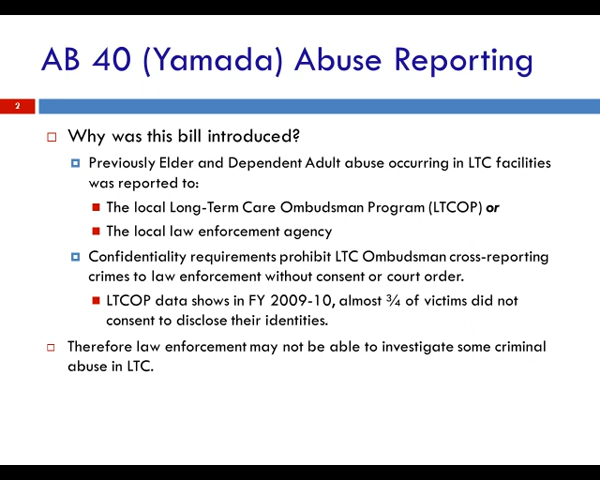 AB 40 (Yamada) Abuse Reporting
2
Why was this bill introduced?
Previously Elder and Dependent Adult abuse occurring in LTC facilities
was reported to:
The local Long-Term Care Ombudsman Program (LTCOP) or
The local law enforcement agency
Confidentiality requirements prohibit LTC Ombudsman cross-reporting
crimes to law enforcement without consent or court order.
LTCOP data shows in FY 2009-10, almost ¾ of victims did not
consent to disclose their identities.
Therefore law enforcement may not be able to investigate some criminal
abuse in LTC.